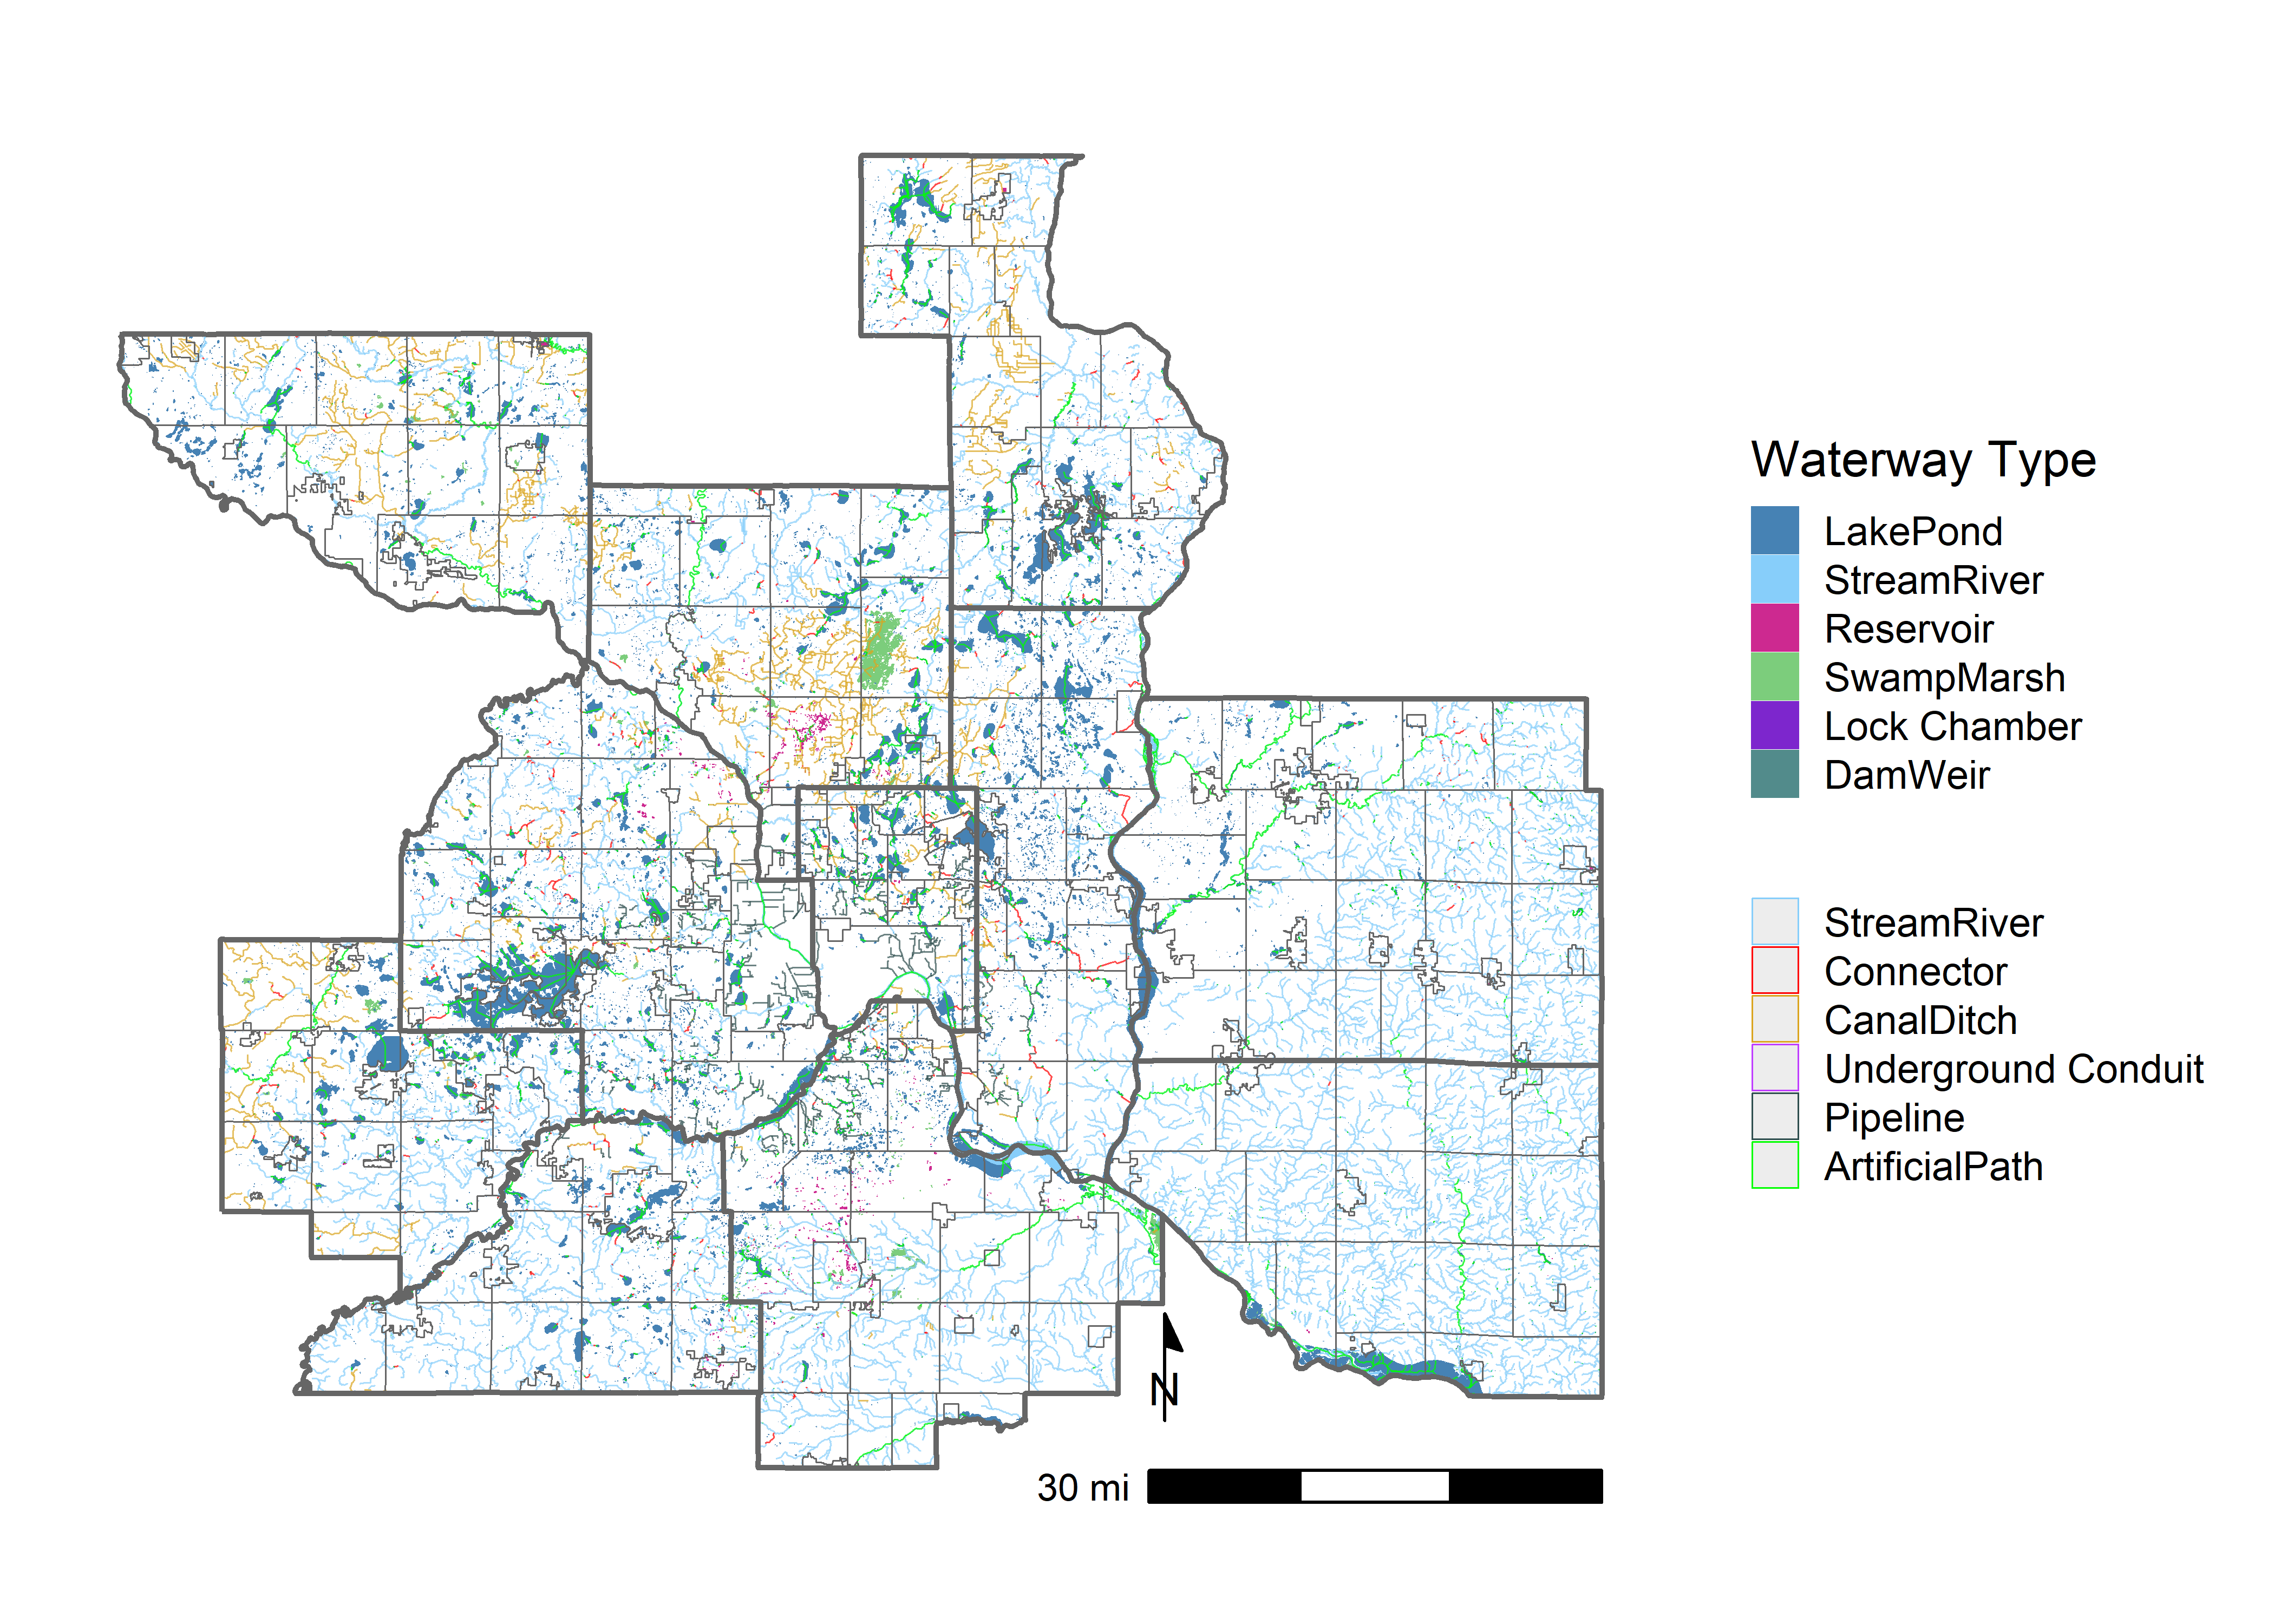 Waterway Type
LakePond
StreamRiver
Reservoir
SwampMarsh
Lock Chamber
DamWeir
StreamRiver
Connector
CanalDitch
Underground Conduit
Pipeline
ArtificialPath
N
30 mi